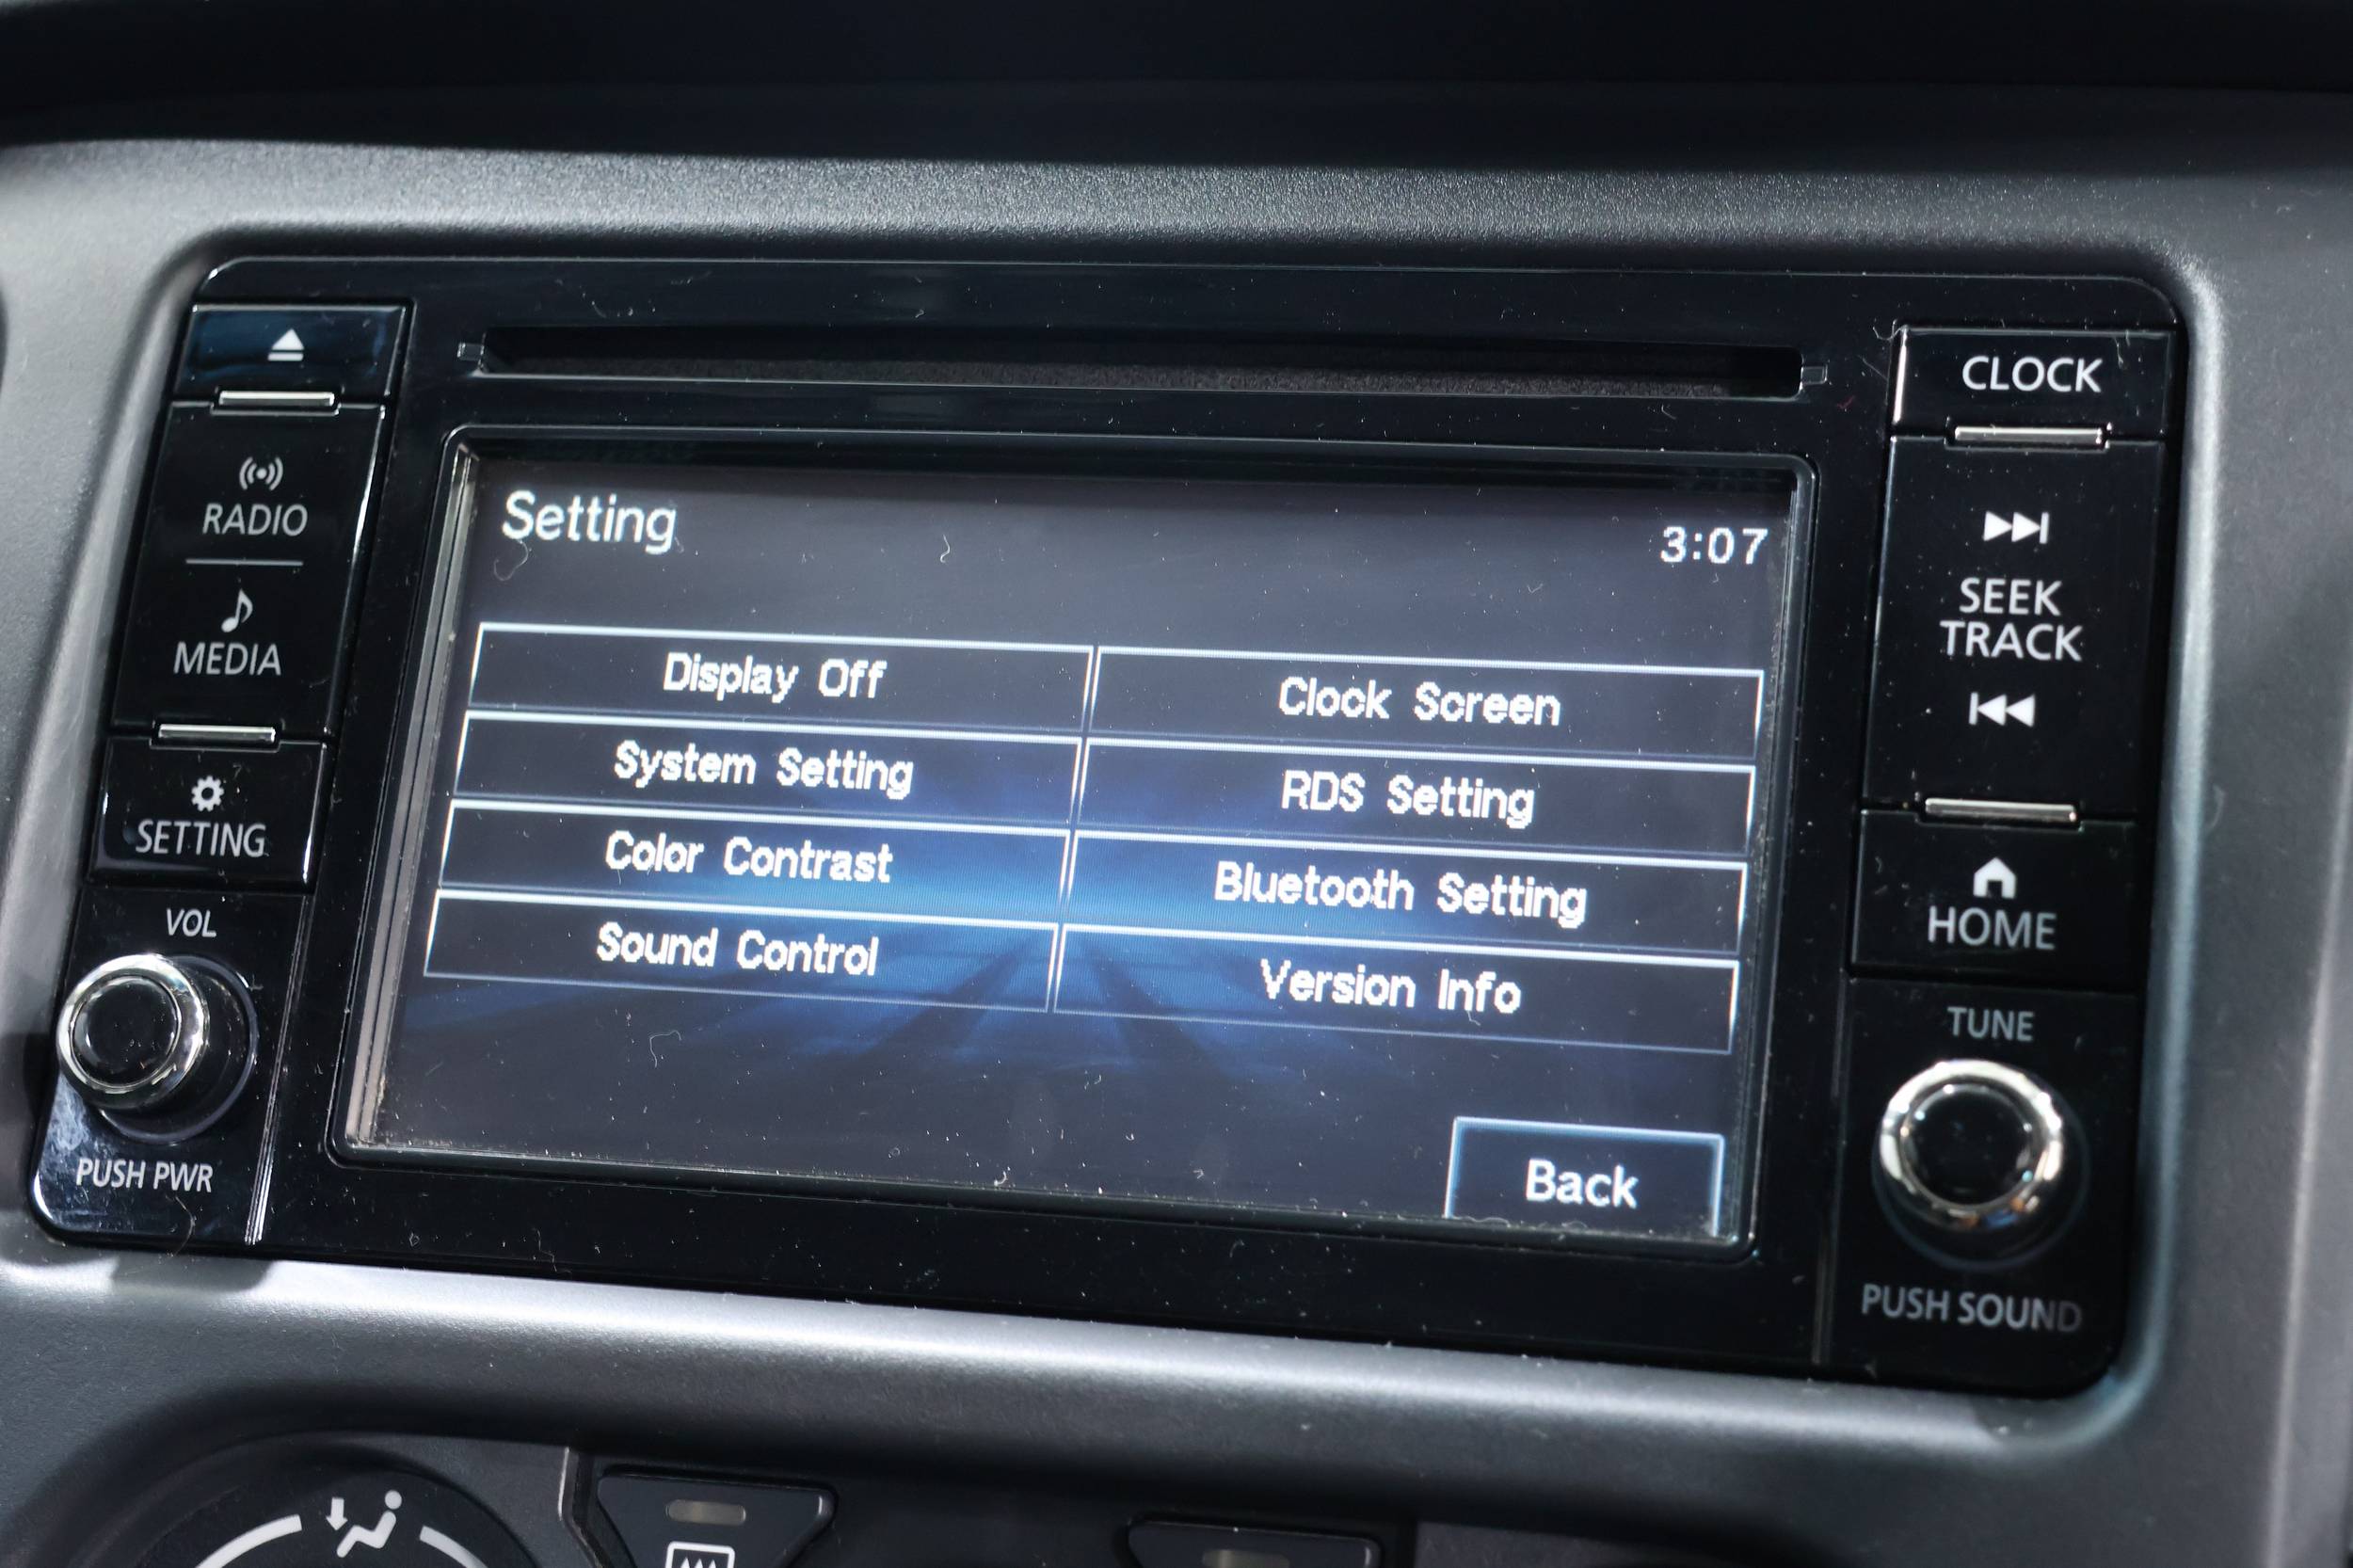 CLOCK
RADIO
MEDIA
SETTING
VOL
PUSH PWR
Setting
3:07
Display Off
Clock Screen
System Setting
RDS Setting
Color Contrast
Bluetooth Setting
Sound Control
Version Info
Back
SEEK
TRACK
HOME
TUNE
PUSH SOUND